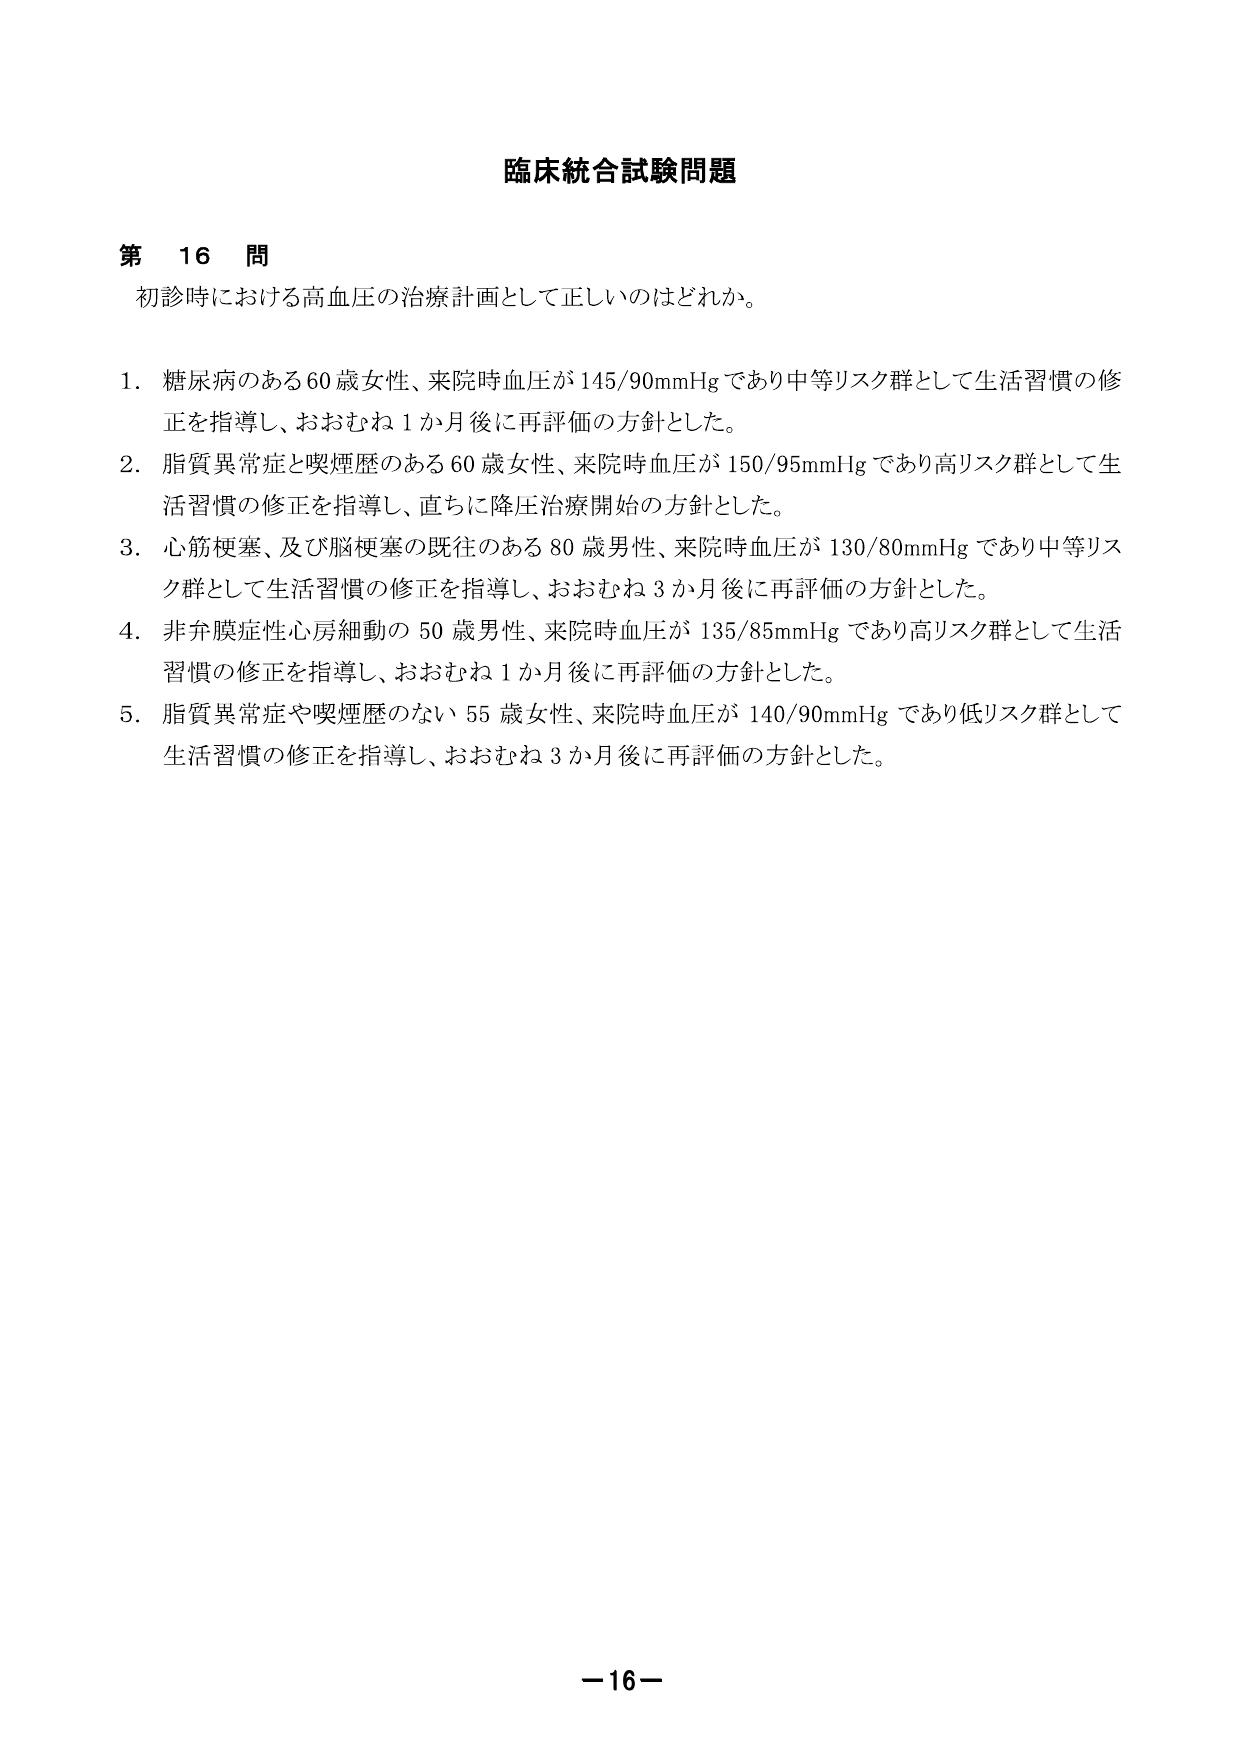 臨床統合試験問題
第 16 問
初診時における高血圧の治療計画として正しいのはどれか。
1. 糖尿病のある60歳女性、来院時血圧が145/90mmHgであり中等リスク群として生活習慣の修
正を指導し、おおむね1か月後に再評価の方針とした。
2. 脂質異常症と喫煙歴のある60歳女性、来院時血圧が150/95mmHgであり高リスク群として生
活習慣の修正を指導し、直ちに降圧治療開始の方針とした。
3. 心筋梗塞、及び脳梗塞の既往のある80歳男性、来院時血圧が130/80mmHgであり中等リス
ク群として生活習慣の修正を指導し、おおむね3か月後に再評価の方針とした。
4. 非弁膜症性心房細動の50歳男性、来院時血圧が135/85mmHgであり高リスク群として生活
習慣の修正を指導し、おおむね1か月後に再評価の方針とした。
5. 脂質異常症や喫煙歴のない55歳女性、来院時血圧が140/90mmHgであり低リスク群として
生活習慣の修正を指導し、おおむね3か月後に再評価の方針とした。
－16－